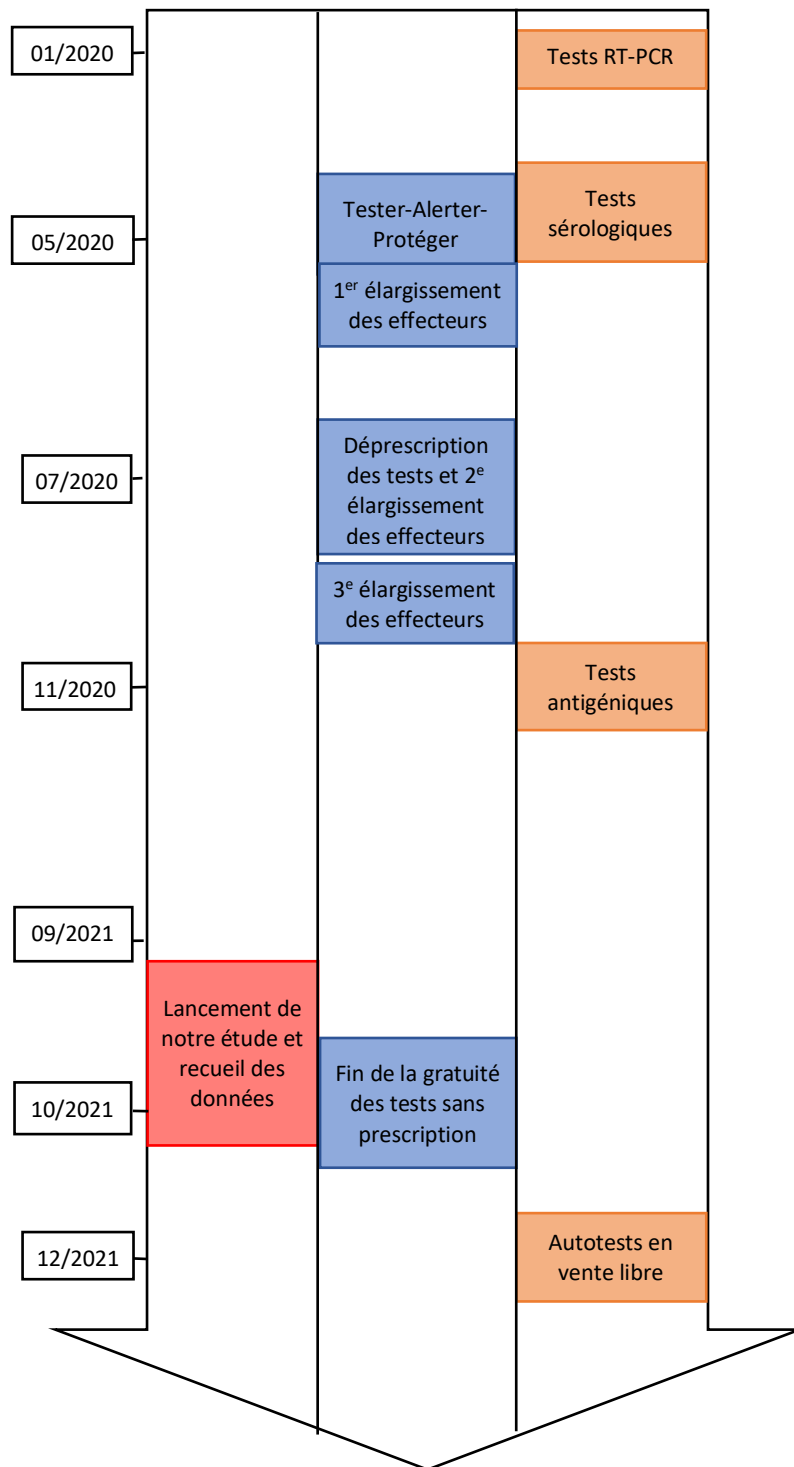 01/2020
Tests RT-PCR
Tests
sérologiques
05/2020
Tester-Alerter-
Protéger
1er élargissement
des effecteurs
07/2020
Déprescription
des tests et 2e
élargissement
des effecteurs
3e élargissement
des effecteurs
11/2020
Tests
antigéniques
09/2021
Lancement de
notre étude et
recueil des
données
10/2021
Fin de la gratuité
des tests sans
prescription
12/2021
Autotests en
vente libre